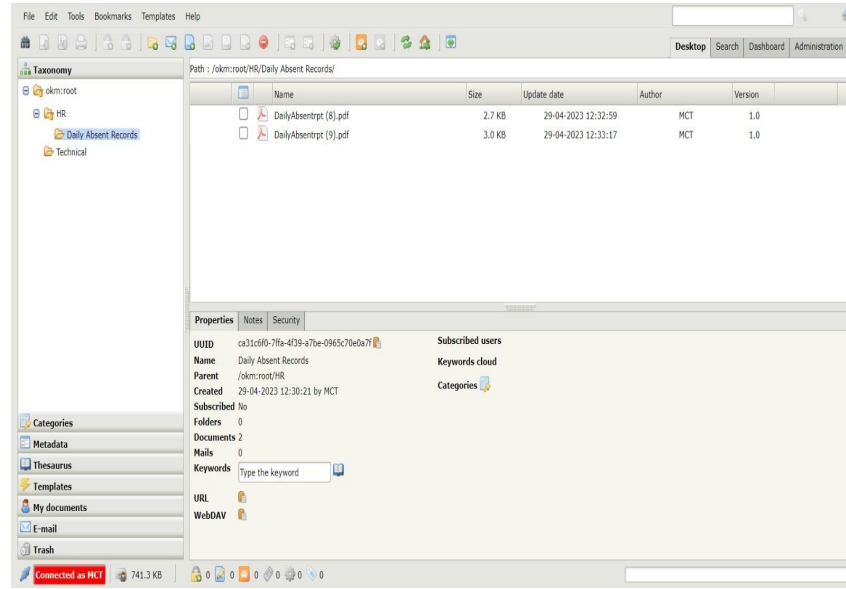 File Edit Tools Bookmarks Templates Help
Desktop Search Dashboard Administration
Taxonomy
Path : /okm:root/HR/Daily Absent Records/
okm:root
HR
Daily Absent Records
Technical
Name Size Update date Author Version
DailyAbsentrpt (8).pdf 2.7 KB 29-04-2023 12:32:59 MCT 1.0
DailyAbsentrpt (9).pdf 3.0 KB 29-04-2023 12:33:17 MCT 1.0
Properties Notes Security
UUID ca31c6f0-7ffa-4f39-a7be-0965c70e0a7f
Name Daily Absent Records
Parent /okm:root/HR
Created 29-04-2023 12:30:21 by MCT
Subscribed No
Folders 0
Documents 2
Mails 0
Keywords Type the keyword
URL
WebDAV
Subscribed users
Keywords cloud
Categories
Categories
Metadata
Thesaurus
Templates
My documents
E-mail
Trash
Connected as MCT 741.3 KB 0 0 0 0 0 0